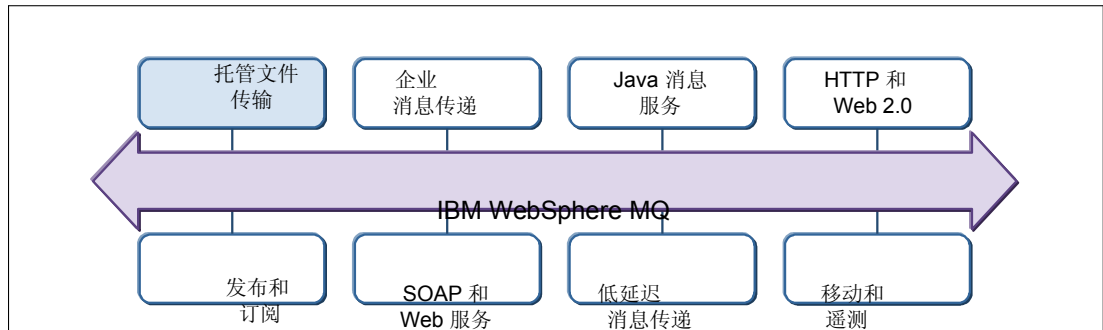 托管文件
传输
企业
消息传递
Java 消息
服务
HTTP 和
Web 2.0
IBM WebSphere MQ
发布和
订阅
SOAP 和
Web 服务
低延迟
消息传递
移动和
遥测